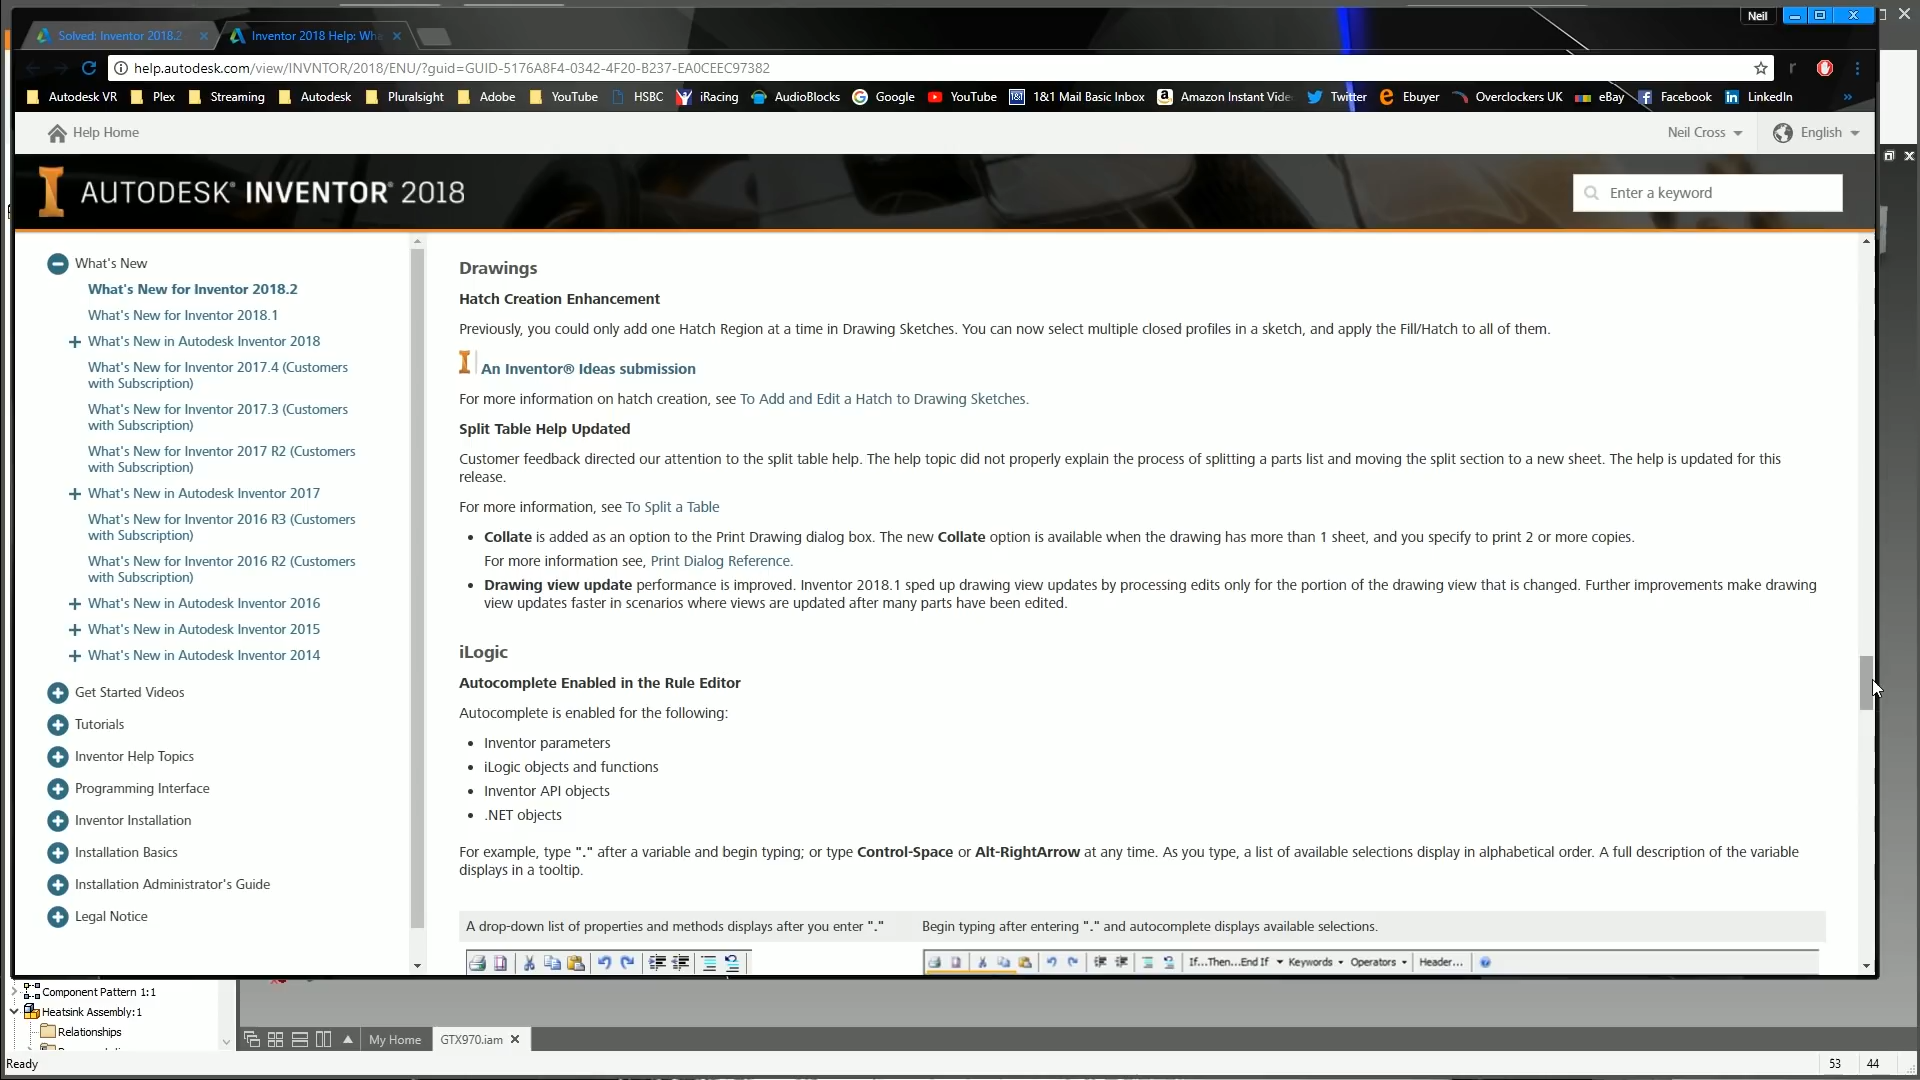 Neil
Solved: Inventor 2018.2
Inventor 2018 Help: Wha
help.autodesk.com/view/INVNTOR/2018/ENU/?guid=GUID-5176A8F4-0342-4F20-B237-EA0CEEC97382
Autodesk VR Plex Streaming Autodesk Pluralsight Adobe YouTube HSBC iRacing AudioBlocks Google YouTube 1&1 Mail Basic Inbox Amazon Instant Vide Twitter Ebuyer Overclockers UK eBay Facebook LinkedIn »
Help Home
Neil Cross
English
AUTODESK® INVENTOR® 2018
Enter a keyword
What's New
What's New for Inventor 2018.2
What's New for Inventor 2018.1
What's New in Autodesk Inventor 2018
What's New for Inventor 2017.4 (Customers
with Subscription)
What's New for Inventor 2017.3 (Customers
with Subscription)
What's New for Inventor 2017 R2 (Customers
with Subscription)
What's New in Autodesk Inventor 2017
What's New for Inventor 2016 R3 (Customers
with Subscription)
What's New for Inventor 2016 R2 (Customers
with Subscription)
What's New in Autodesk Inventor 2016
What's New in Autodesk Inventor 2015
What's New in Autodesk Inventor 2014
Get Started Videos
Tutorials
Inventor Help Topics
Programming Interface
Inventor Installation
Installation Basics
Installation Administrator's Guide
Legal Notice
Drawings
Hatch Creation Enhancement
Previously, you could only add one Hatch Region at a time in Drawing Sketches. You can now select multiple closed profiles in a sketch, and apply the Fill/Hatch to all of them.
An Inventor® Ideas submission
For more information on hatch creation, see To Add and Edit a Hatch to Drawing Sketches.
Split Table Help Updated
Customer feedback directed our attention to the split table help. The help topic did not properly explain the process of splitting a parts list and moving the split section to a new sheet. The help is updated for this
release.
For more information, see To Split a Table
• Collate is added as an option to the Print Drawing dialog box. The new Collate option is available when the drawing has more than 1 sheet, and you specify to print 2 or more copies.
For more information see, Print Dialog Reference.
• Drawing view update performance is improved. Inventor 2018.1 sped up drawing view updates by processing edits only for the portion of the drawing view that is changed. Further improvements make drawing
view updates faster in scenarios where views are updated after many parts have been edited.
iLogic
Autocomplete Enabled in the Rule Editor
Autocomplete is enabled for the following:
• Inventor parameters
• iLogic objects and functions
• Inventor API objects
• .NET objects
For example, type "." after a variable and begin typing; or type Control-Space or Alt-RightArrow at any time. As you type, a list of available selections display in alphabetical order. A full description of the variable
displays in a tooltip.
A drop-down list of properties and methods displays after you enter "."
Begin typing after entering "." and autocomplete displays available selections.
If...Then...End If Keywords Operators Header...
Component Pattern 1:1
Heatsink Assembly:1
Relationships
My Home
GTX970.iam
Ready
53 44